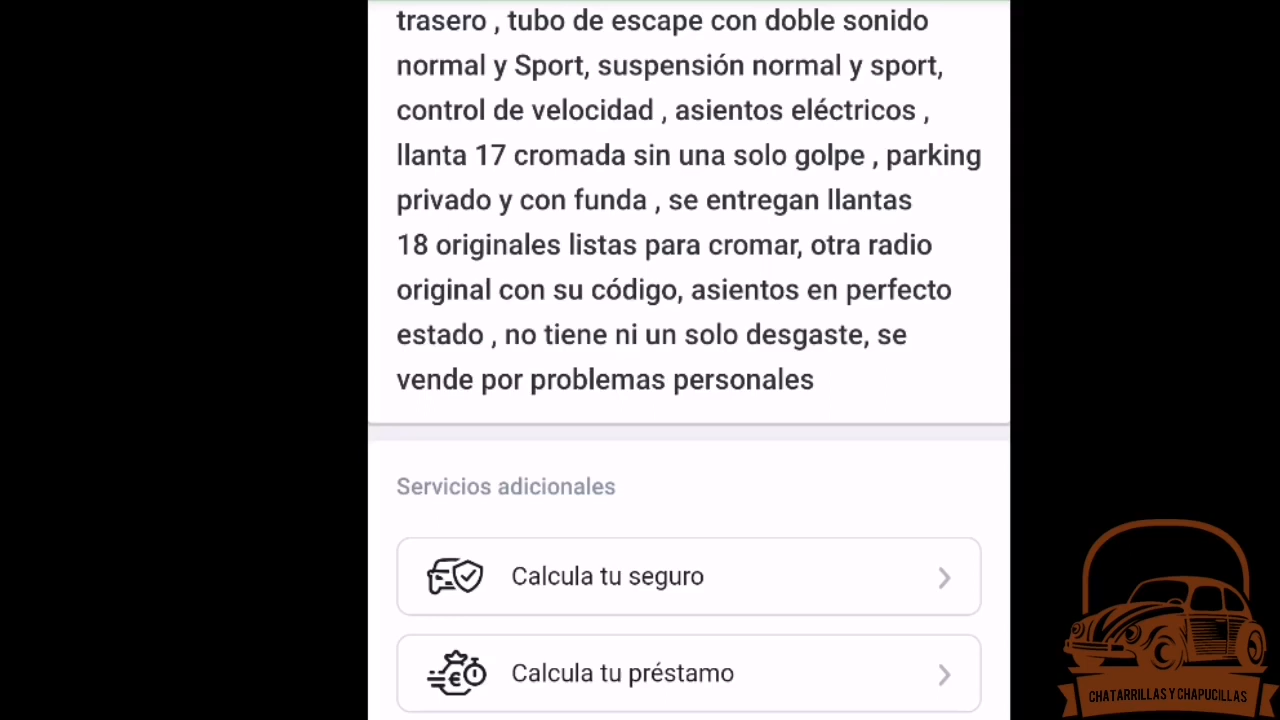 trasero , tubo de escape con doble sonido
normal y Sport, suspensión normal y sport,
control de velocidad , asientos eléctricos ,
llanta 17 cromada sin una solo golpe , parking
privado y con funda , se entregan llantas
18 originales listas para cromar, otra radio
original con su código, asientos en perfecto
estado , no tiene ni un solo desgaste, se
vende por problemas personales
Servicios adicionales
Calcula tu seguro
Calcula tu préstamo
CHATARRILLAS Y CHAPUCILLAS